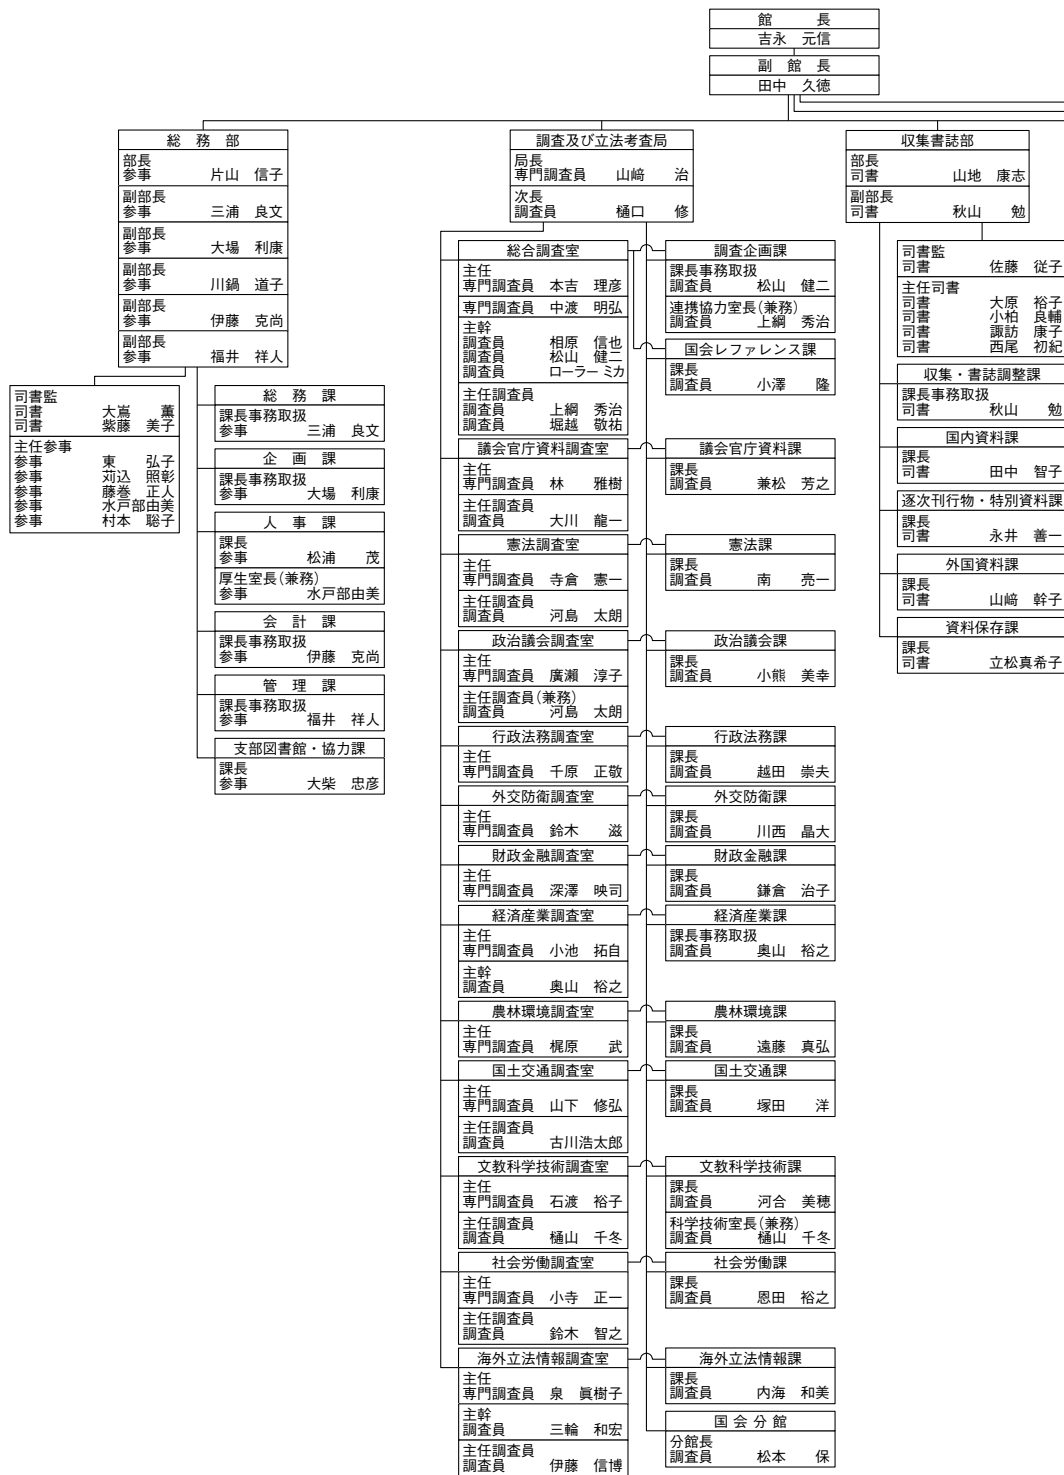 館　長
吉永　元信
副　館　長
田中　久徳
総　務　部
部長
参事　片山　信子
副部長
参事　三浦　良文
副部長
参事　大場　利康
副部長
参事　川鍋　道子
副部長
参事　伊藤　克尚
副部長
参事　福井　祥人
司書監
司書　大嶌　薫
司書　紫藤　美子
主任参事
参事　東　弘子
参事　苅込　照彰
参事　藤巻　正人
参事　水戸部由美
参事　村本　聡子
総　務　課
課長事務取扱
参事　三浦　良文
企　画　課
課長事務取扱
参事　大場　利康
人　事　課
課長
参事　松浦　茂
厚生室長(兼務)
参事　水戸部由美
会　計　課
課長事務取扱
参事　伊藤　克尚
管　理　課
課長事務取扱
参事　福井　祥人
支部図書館・協力課
課長
参事　大柴　忠彦
調査及び立法考査局
局長
専門調査員　山﨑　治
次長
調査員　樋口　修
総合調査室
主任
専門調査員　本吉　理彦
専門調査員　中渡　明弘
主幹
調査員　相原　信也
調査員　松山　健二
調査員　ローラー ミカ
主任調査員
調査員　上綱　秀治
調査員　堀越　敬祐
議会官庁資料調査室
主任
専門調査員　林　雅樹
主任調査員
調査員　大川　龍一
憲法調査室
主任
専門調査員　寺倉　憲一
主任調査員
調査員　河島　太朗
政治議会調査室
主任
専門調査員　廣瀬　淳子
主任調査員(兼務)
調査員　河島　太朗
行政法務調査室
主任
専門調査員　千原　正敬
外交防衛調査室
主任
専門調査員　鈴木　滋
財政金融調査室
主任
専門調査員　深澤　映司
経済産業調査室
主任
専門調査員　小池　拓自
主幹
調査員　奥山　裕之
農林環境調査室
主任
専門調査員　梶原　武
国土交通調査室
主任
専門調査員　山下　修弘
主任調査員
調査員　古川浩太郎
文教科学技術調査室
主任
専門調査員　石渡　裕子
主任調査員
調査員　樋山　千冬
社会労働調査室
主任
専門調査員　小寺　正一
主任調査員
調査員　鈴木　智之
海外立法情報調査室
主任
専門調査員　泉　眞樹子
主幹
調査員　三輪　和宏
主任調査員
調査員　伊藤　信博
調査企画課
課長事務取扱
調査員　松山　健二
連携協力室長(兼務)
調査員　上綱　秀治
国会レファレンス課
課長
調査員　小澤　隆
議会官庁資料課
課長
調査員　兼松　芳之
憲法課
課長
調査員　南　亮一
政治議会課
課長
調査員　小熊　美幸
行政法務課
課長
調査員　越田　崇夫
外交防衛課
課長
調査員　川西　晶大
財政金融課
課長
調査員　鎌倉　治子
経済産業課
課長事務取扱
調査員　奥山　裕之
農林環境課
課長
調査員　遠藤　真弘
国土交通課
課長
調査員　塚田　洋
文教科学技術課
課長
調査員　河合　美穂
科学技術室長(兼務)
調査員　樋山　千冬
社会労働課
課長
調査員　恩田　裕之
海外立法情報課
課長
調査員　内海　和美
国 会 分 館
分館長
調査員　松本　保
収集書誌部
部長
司書　山地　康志
副部長
司書　秋山　勉
司書監
司書　佐藤　従子
主任司書
司書　大原　裕子
司書　小柏　良輔
司書　諏訪　康子
司書　西尾　初紀
収集・書誌調整課
課長事務取扱
司書　秋山　勉
国内資料課
課長
司書　田中　智子
逐次刊行物・特別資料課
課長
司書　永井　善一
外国資料課
課長
司書　山﨑　幹子
資料保存課
課長
司書　立松真希子